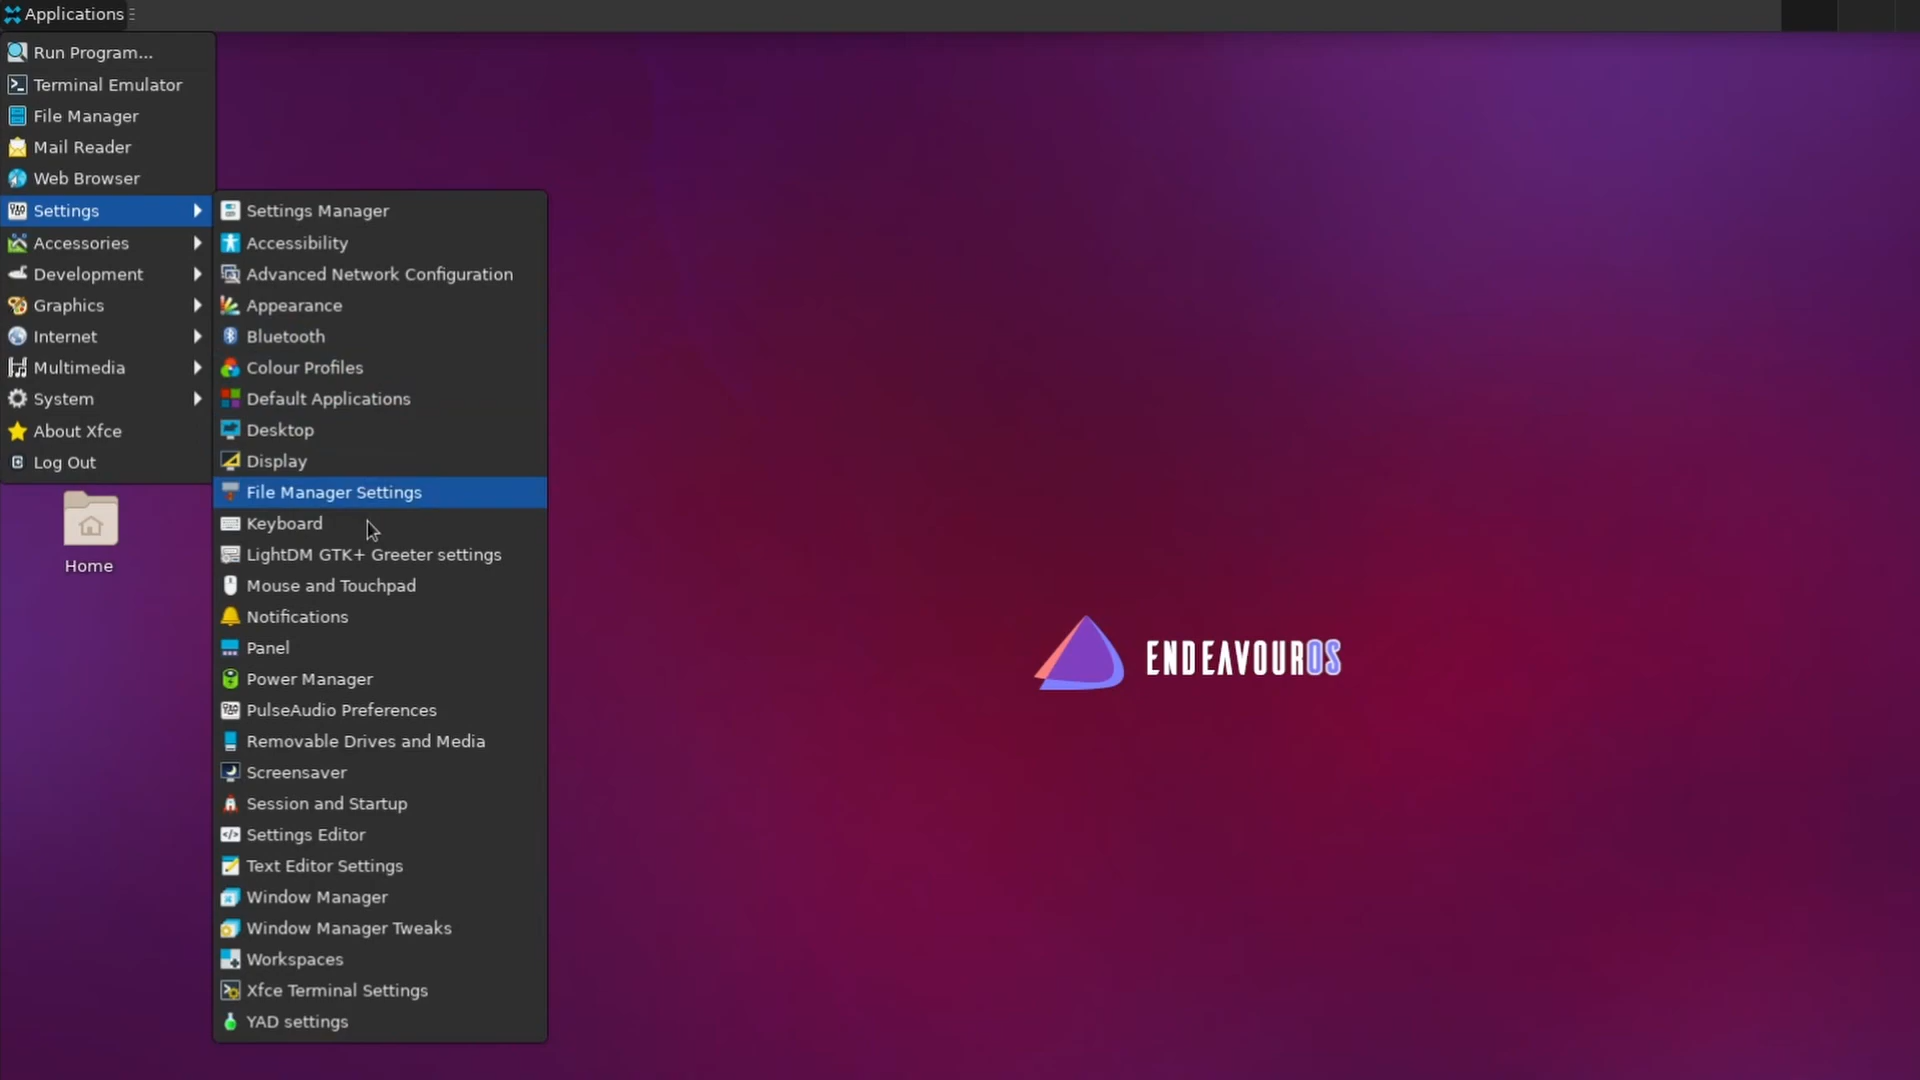 Applications
Run Program...
Terminal Emulator
File Manager
Mail Reader
Web Browser
Settings
Accessories
Development
Graphics
Internet
Multimedia
System
About Xfce
Log Out
Settings Manager
Accessibility
Advanced Network Configuration
Appearance
Bluetooth
Colour Profiles
Default Applications
Desktop
Display
File Manager Settings
Keyboard
LightDM GTK+ Greeter settings
Mouse and Touchpad
Notifications
Panel
Power Manager
PulseAudio Preferences
Removable Drives and Media
Screensaver
Session and Startup
Settings Editor
Text Editor Settings
Window Manager
Window Manager Tweaks
Workspaces
Xfce Terminal Settings
YAD settings
Home
ENDEAVOUROS